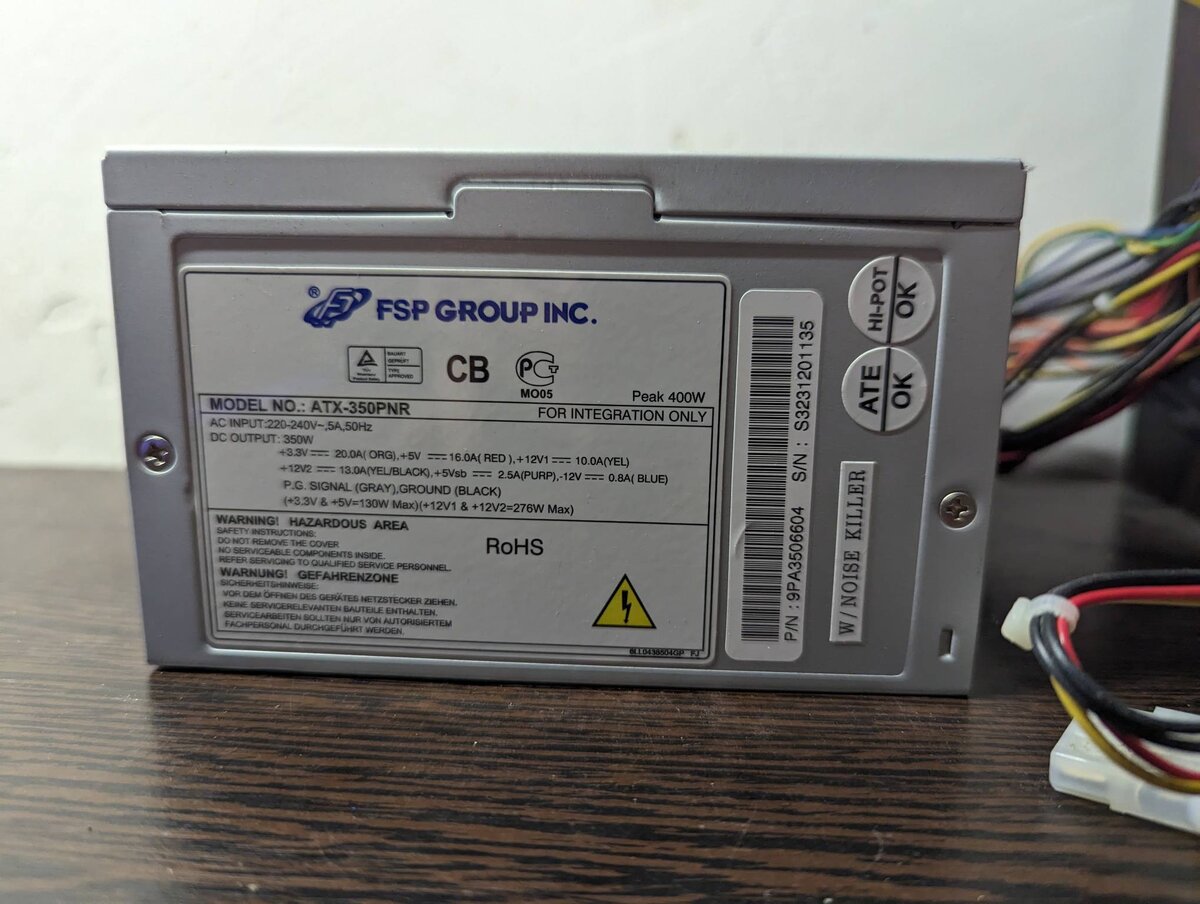 ® FSP GROUP INC.
BAUART
GEPRÜFT
TYPE
APPROVED
CB
MO05
Peak 400W
MODEL NO.: ATX-350PNR
FOR INTEGRATION ONLY
AC INPUT:220-240V~,5A,50Hz
DC OUTPUT: 350W
+3.3V 20.0A( ORG),+5V 16.0A( RED ),+12V1 10.0A(YEL)
+12V2 13.0A(YEL/BLACK),+5Vsb 2.5A(PURP),-12V 0.8A( BLUE)
P.G. SIGNAL (GRAY),GROUND (BLACK)
(+3.3V & +5V=130W Max)(+12V1 & +12V2=276W Max)
WARNING! HAZARDOUS AREA
SAFETY INSTRUCTIONS:
DO NOT REMOVE THE COVER
NO SERVICEABLE COMPONENTS INSIDE.
REFER SERVICING TO QUALIFIED SERVICE PERSONNEL.
RoHS
WARNUNG! GEFAHRENZONE
SICHERHEITSHINWEISE:
VOR DEM ÖFFNEN DES GERÄTES NETZSTECKER ZIEHEN.
KEINE SERVICERELEVANTEN BAUTEILE ENTHALTEN.
SERVICEARBEITEN SOLLTEN NUR VON AUTORISIERTEM
FACHPERSONAL DURCHGEFÜHRT WERDEN.
6LL0438504GP FJ
P/N : 9PA3506604 S/N : S3231201135
HI-POT
OK
ATE
OK
W/NOISE KILLER